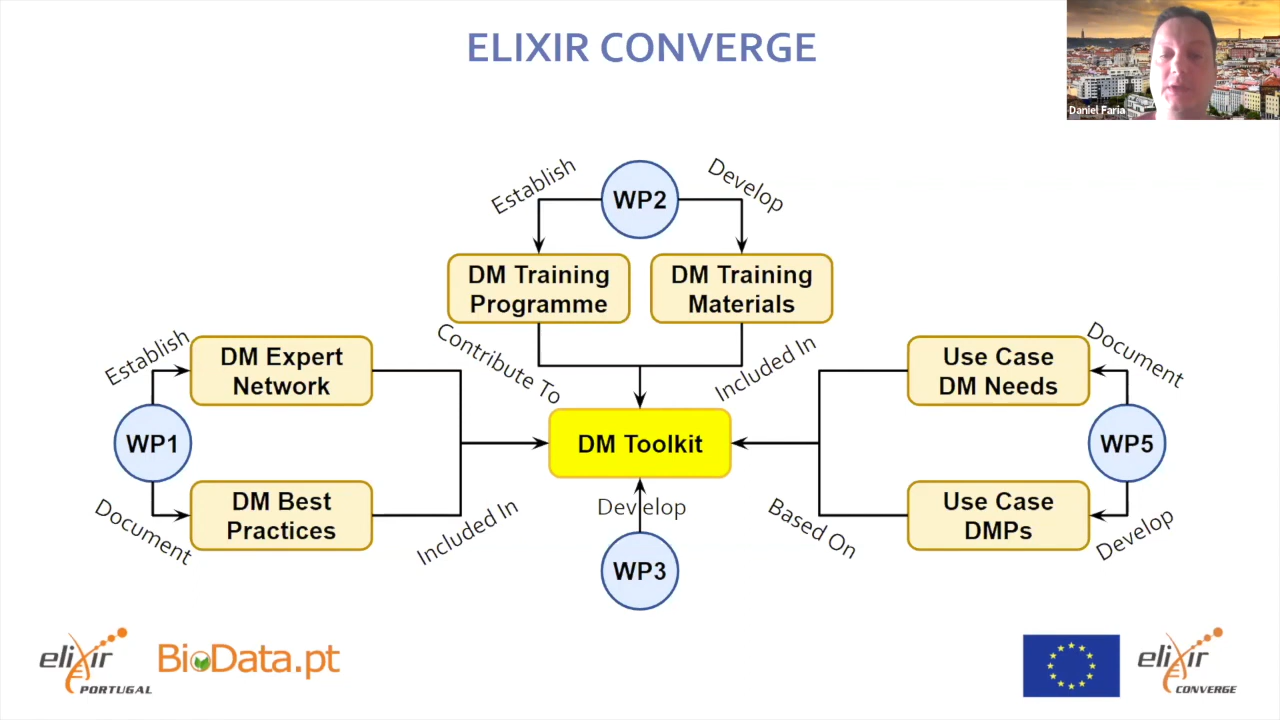 ELIXIR CONVERGE
Daniel Faria
Establish
WP2
Develop
DM Training
Programme
DM Training
Materials
Contribute To
Included In
Establish
DM Expert
Network
WP1
Document
DM Best
Practices
Included In
DM Toolkit
Develop
WP3
Use Case
DM Needs
Document
WP5
Use Case
DMPs
Develop
Based On
elixir
PORTUGAL
BioData.pt
elixir
CONVERGE